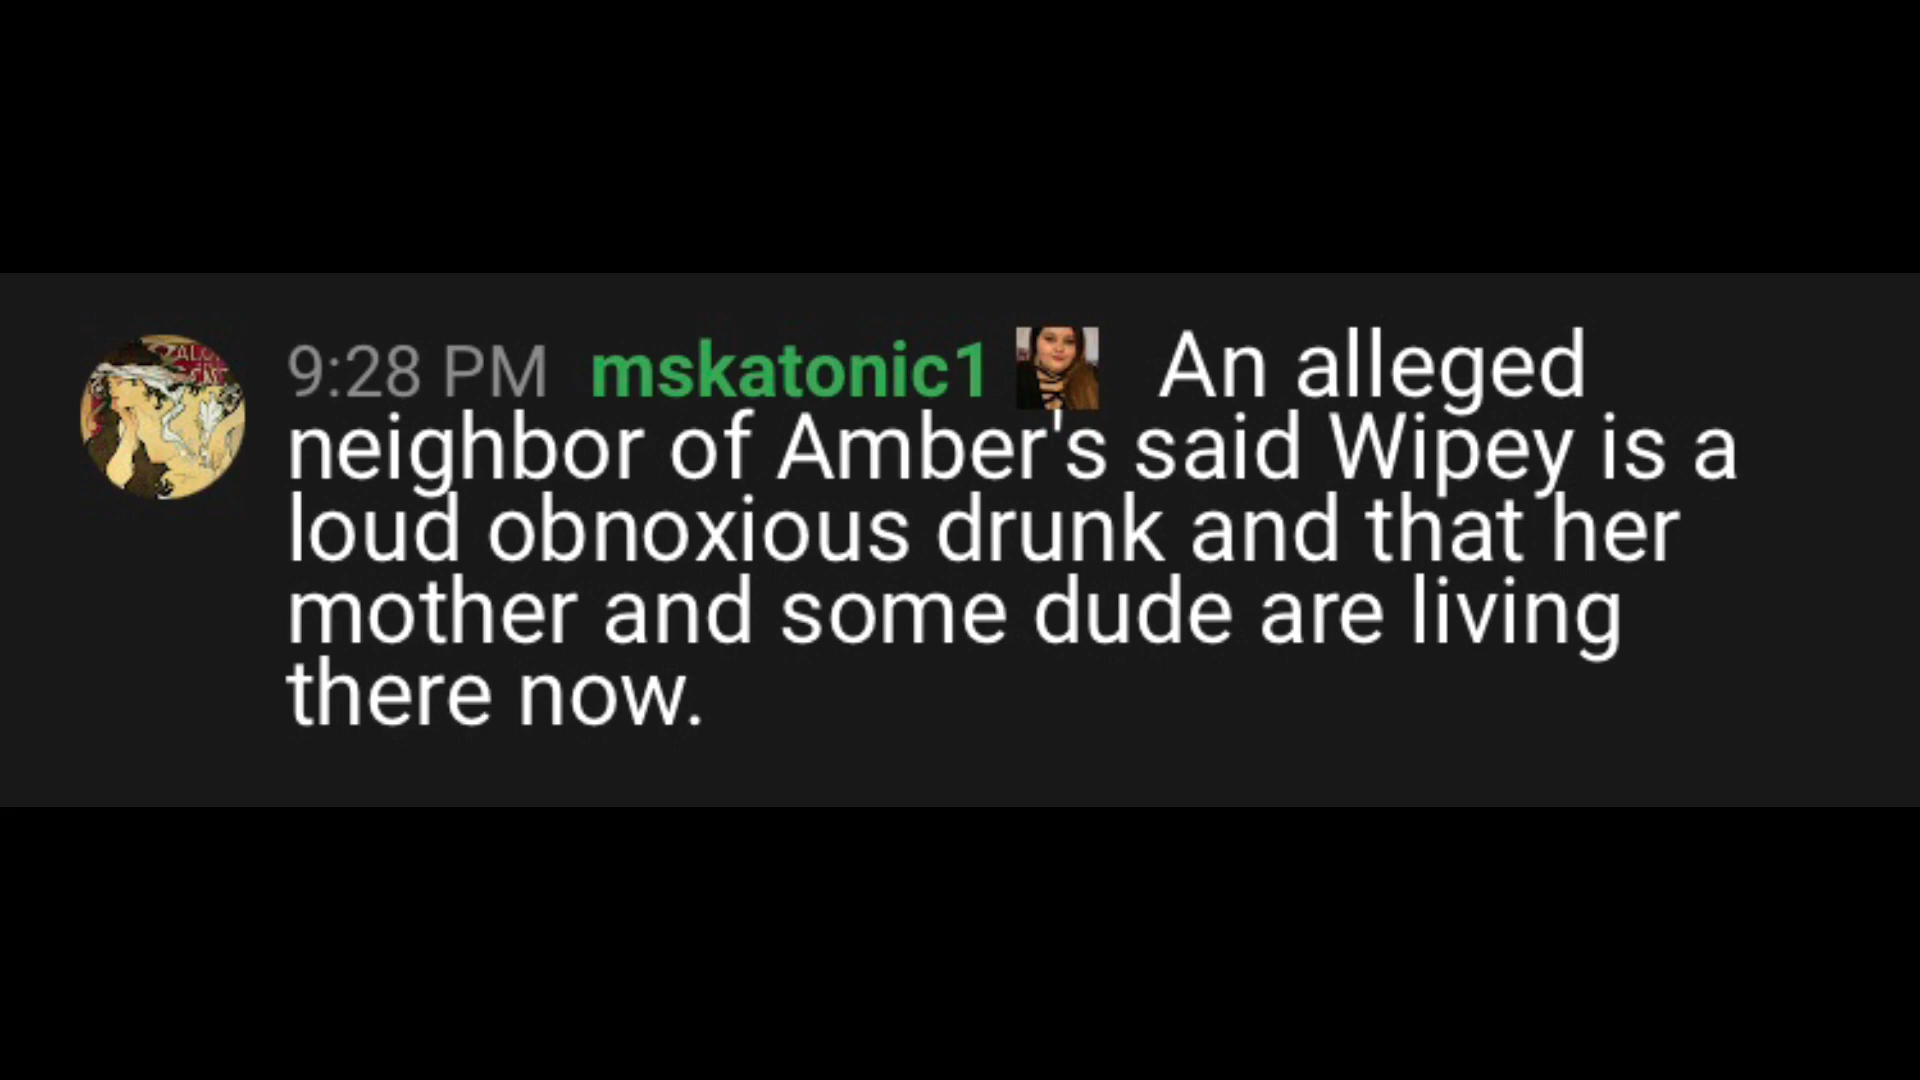 9:28 PM mskatonic1 An alleged
neighbor of Amber's said Wipey is a
loud obnoxious drunk and that her
mother and some dude are living
there now.